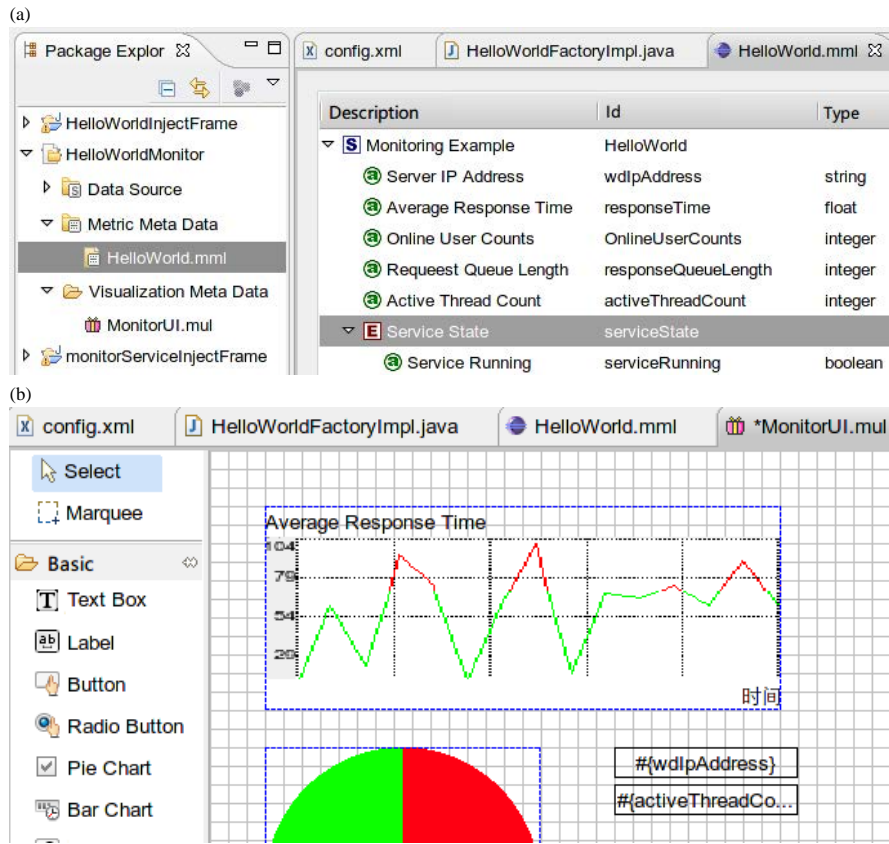 (a)
Package Explor
config.xml HelloWorldFactoryImpl.java HelloWorld.mml
HelloWorldInjectFrame
HelloWorldMonitor
Data Source
Metric Meta Data
HelloWorld.mml
Visualization Meta Data
MonitorUI.mul
monitorServiceInjectFrame
Description Id Type
S Monitoring Example HelloWorld
a Server IP Address wdIpAddress string
a Average Response Time responseTime float
a Online User Counts OnlineUserCounts integer
a Requeest Queue Length responseQueueLength integer
a Active Thread Count activeThreadCount integer
E Service State serviceState
a Service Running serviceRunning boolean
(b)
config.xml HelloWorldFactoryImpl.java HelloWorld.mml *MonitorUI.mul
Select
Marquee
Basic
T Text Box
ab Label
Button
Radio Button
Pie Chart
Bar Chart
Average Response Time
104
79
54
29
时间
#{wdIpAddress}
#{activeThreadCo...